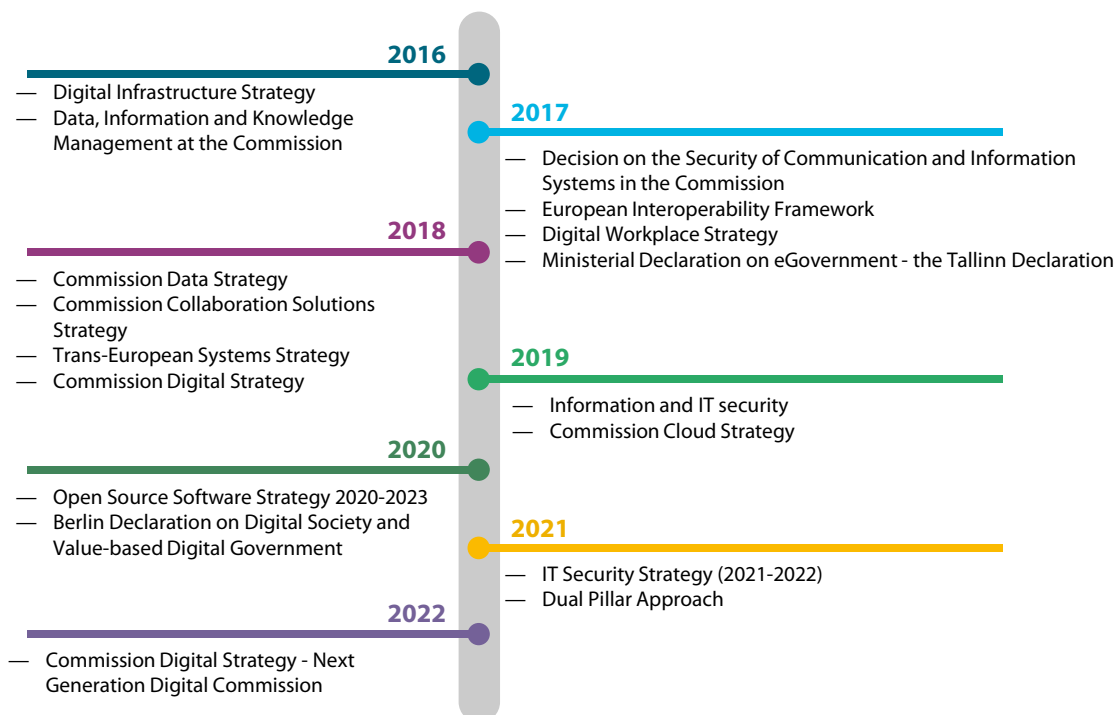 2016
— Digital Infrastructure Strategy
— Data, Information and Knowledge
Management at the Commission
2017
— Decision on the Security of Communication and Information
Systems in the Commission
— European Interoperability Framework
— Digital Workplace Strategy
— Ministerial Declaration on eGovernment - the Tallinn Declaration
2018
— Commission Data Strategy
— Commission Collaboration Solutions
Strategy
— Trans-European Systems Strategy
— Commission Digital Strategy
2019
— Information and IT security
— Commission Cloud Strategy
2020
— Open Source Software Strategy 2020-2023
— Berlin Declaration on Digital Society and
Value-based Digital Government
2021
— IT Security Strategy (2021-2022)
— Dual Pillar Approach
2022
— Commission Digital Strategy - Next
Generation Digital Commission